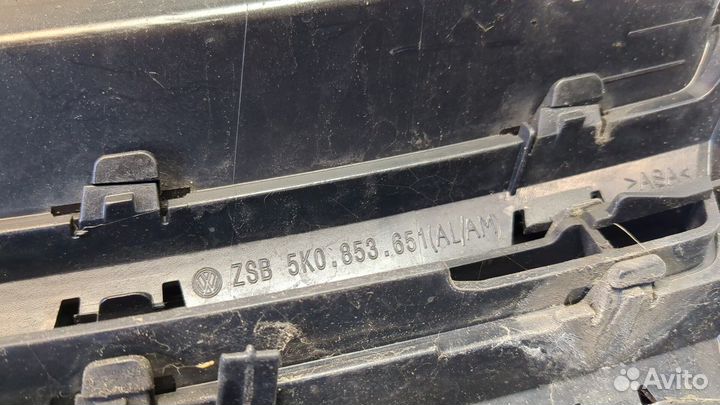 >ASA<
ZSB 5K0.853.651(AL/AM)
Avito